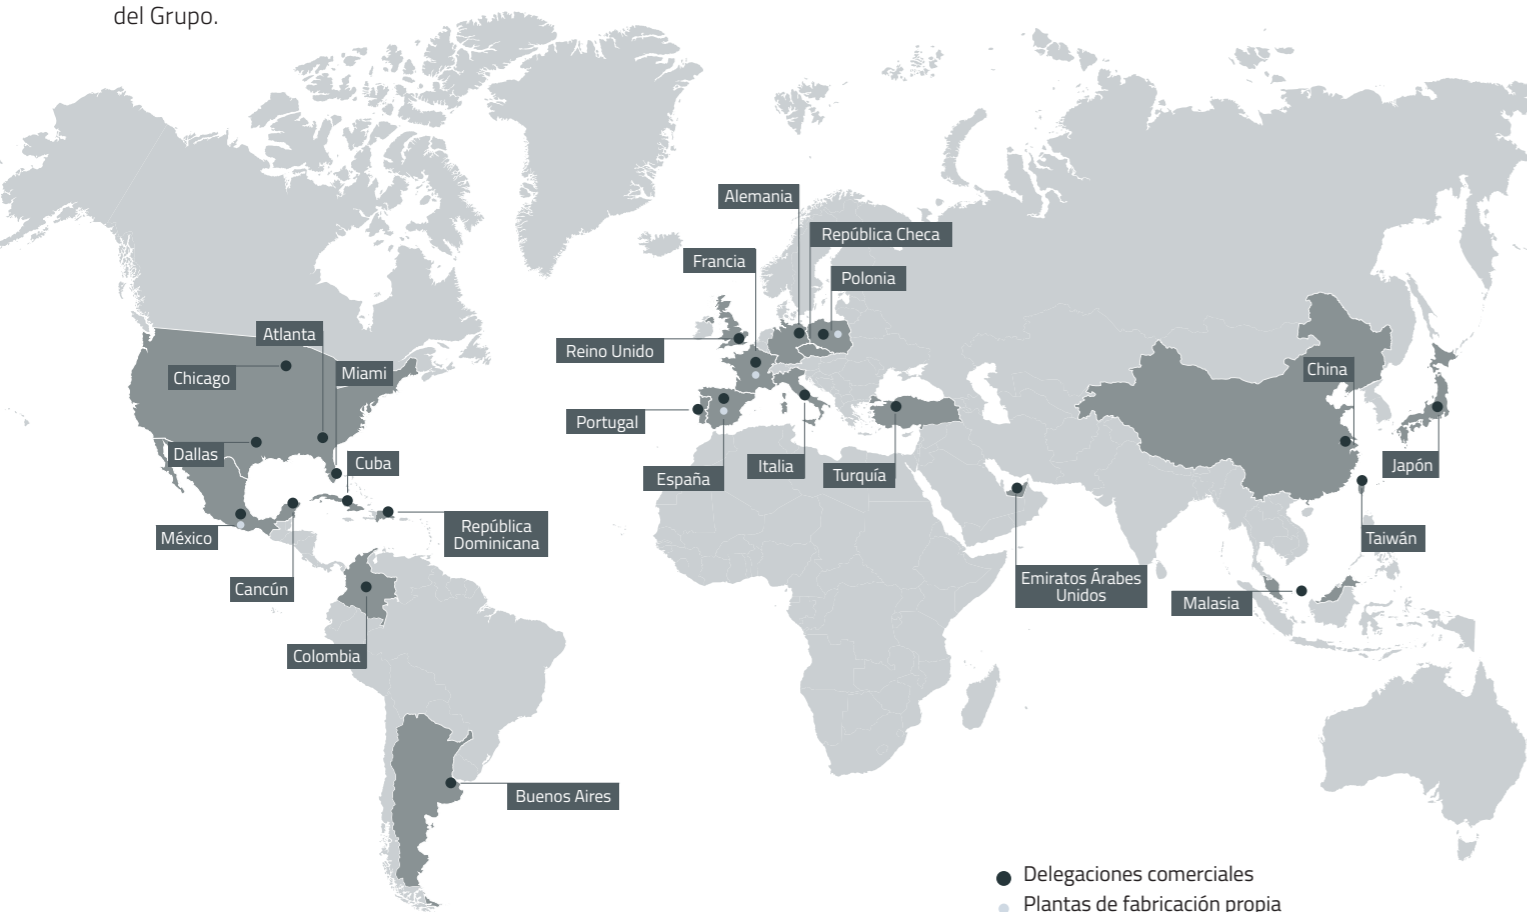 del Grupo.
Alemania
República Checa
Francia
Polonia
Atlanta
Reino Unido
Miami
Chicago
China
Portugal
Dallas
Cuba
Italia
Japón
España
Turquía
República
Dominicana
México
Taiwán
Cancún
Emiratos Árabes
Unidos
Malasia
Colombia
Buenos Aires
Delegaciones comerciales
Plantas de fabricación propia